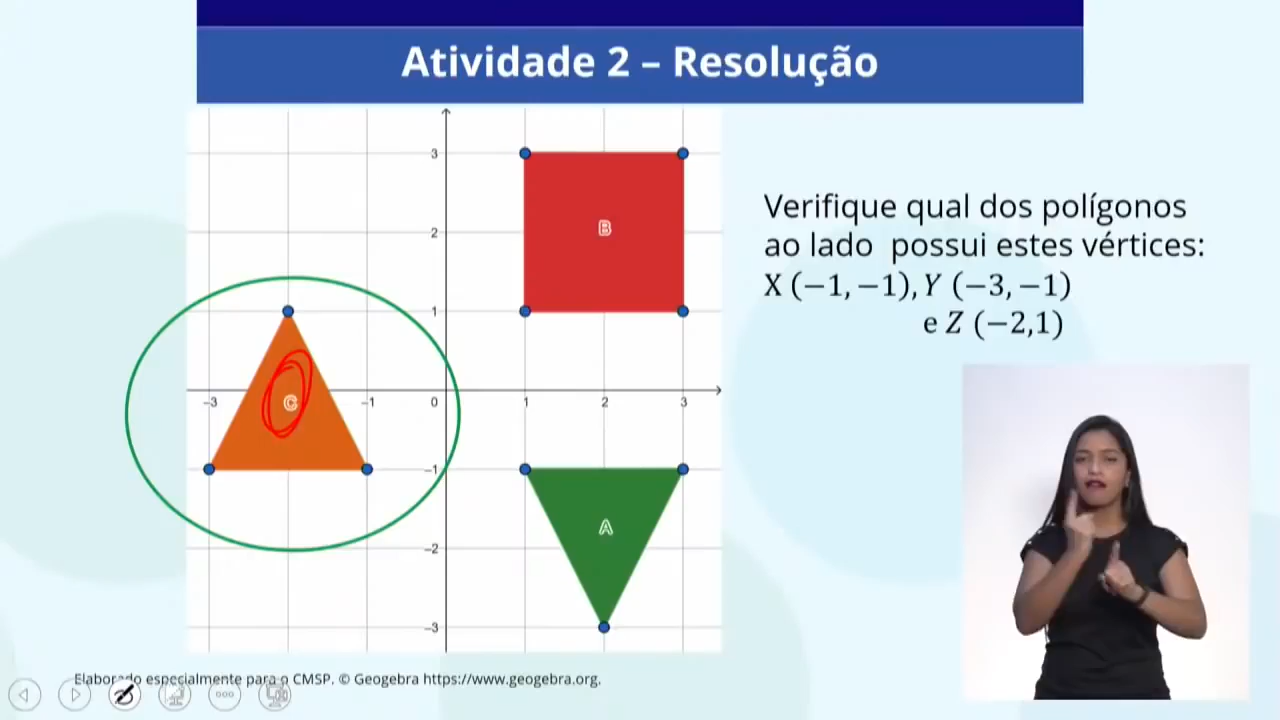 Atividade 2 – Resolução
3
B
Verifique qual dos polígonos
2
ao lado possui estes vértices:
X (−1, −1), Y (−3, −1)
1
e Z (−2,1)
−3
C
−1
0
1
2
3
−1
A
−2
−3
Elaborado especialmente para o CMSP. © Geogebra https://www.geogebra.org.